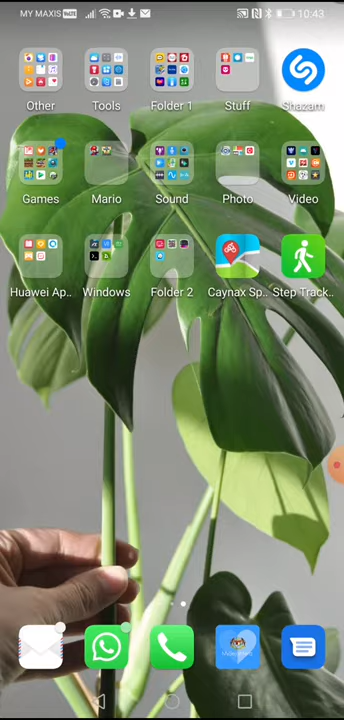 MY MAXIS
10:43
Other Tools Folder 1 Stuff Shazam
Games Mario Sound Photo Video
Huawei Ap.. Windows Folder 2 Caynax Sp.. Step Track..